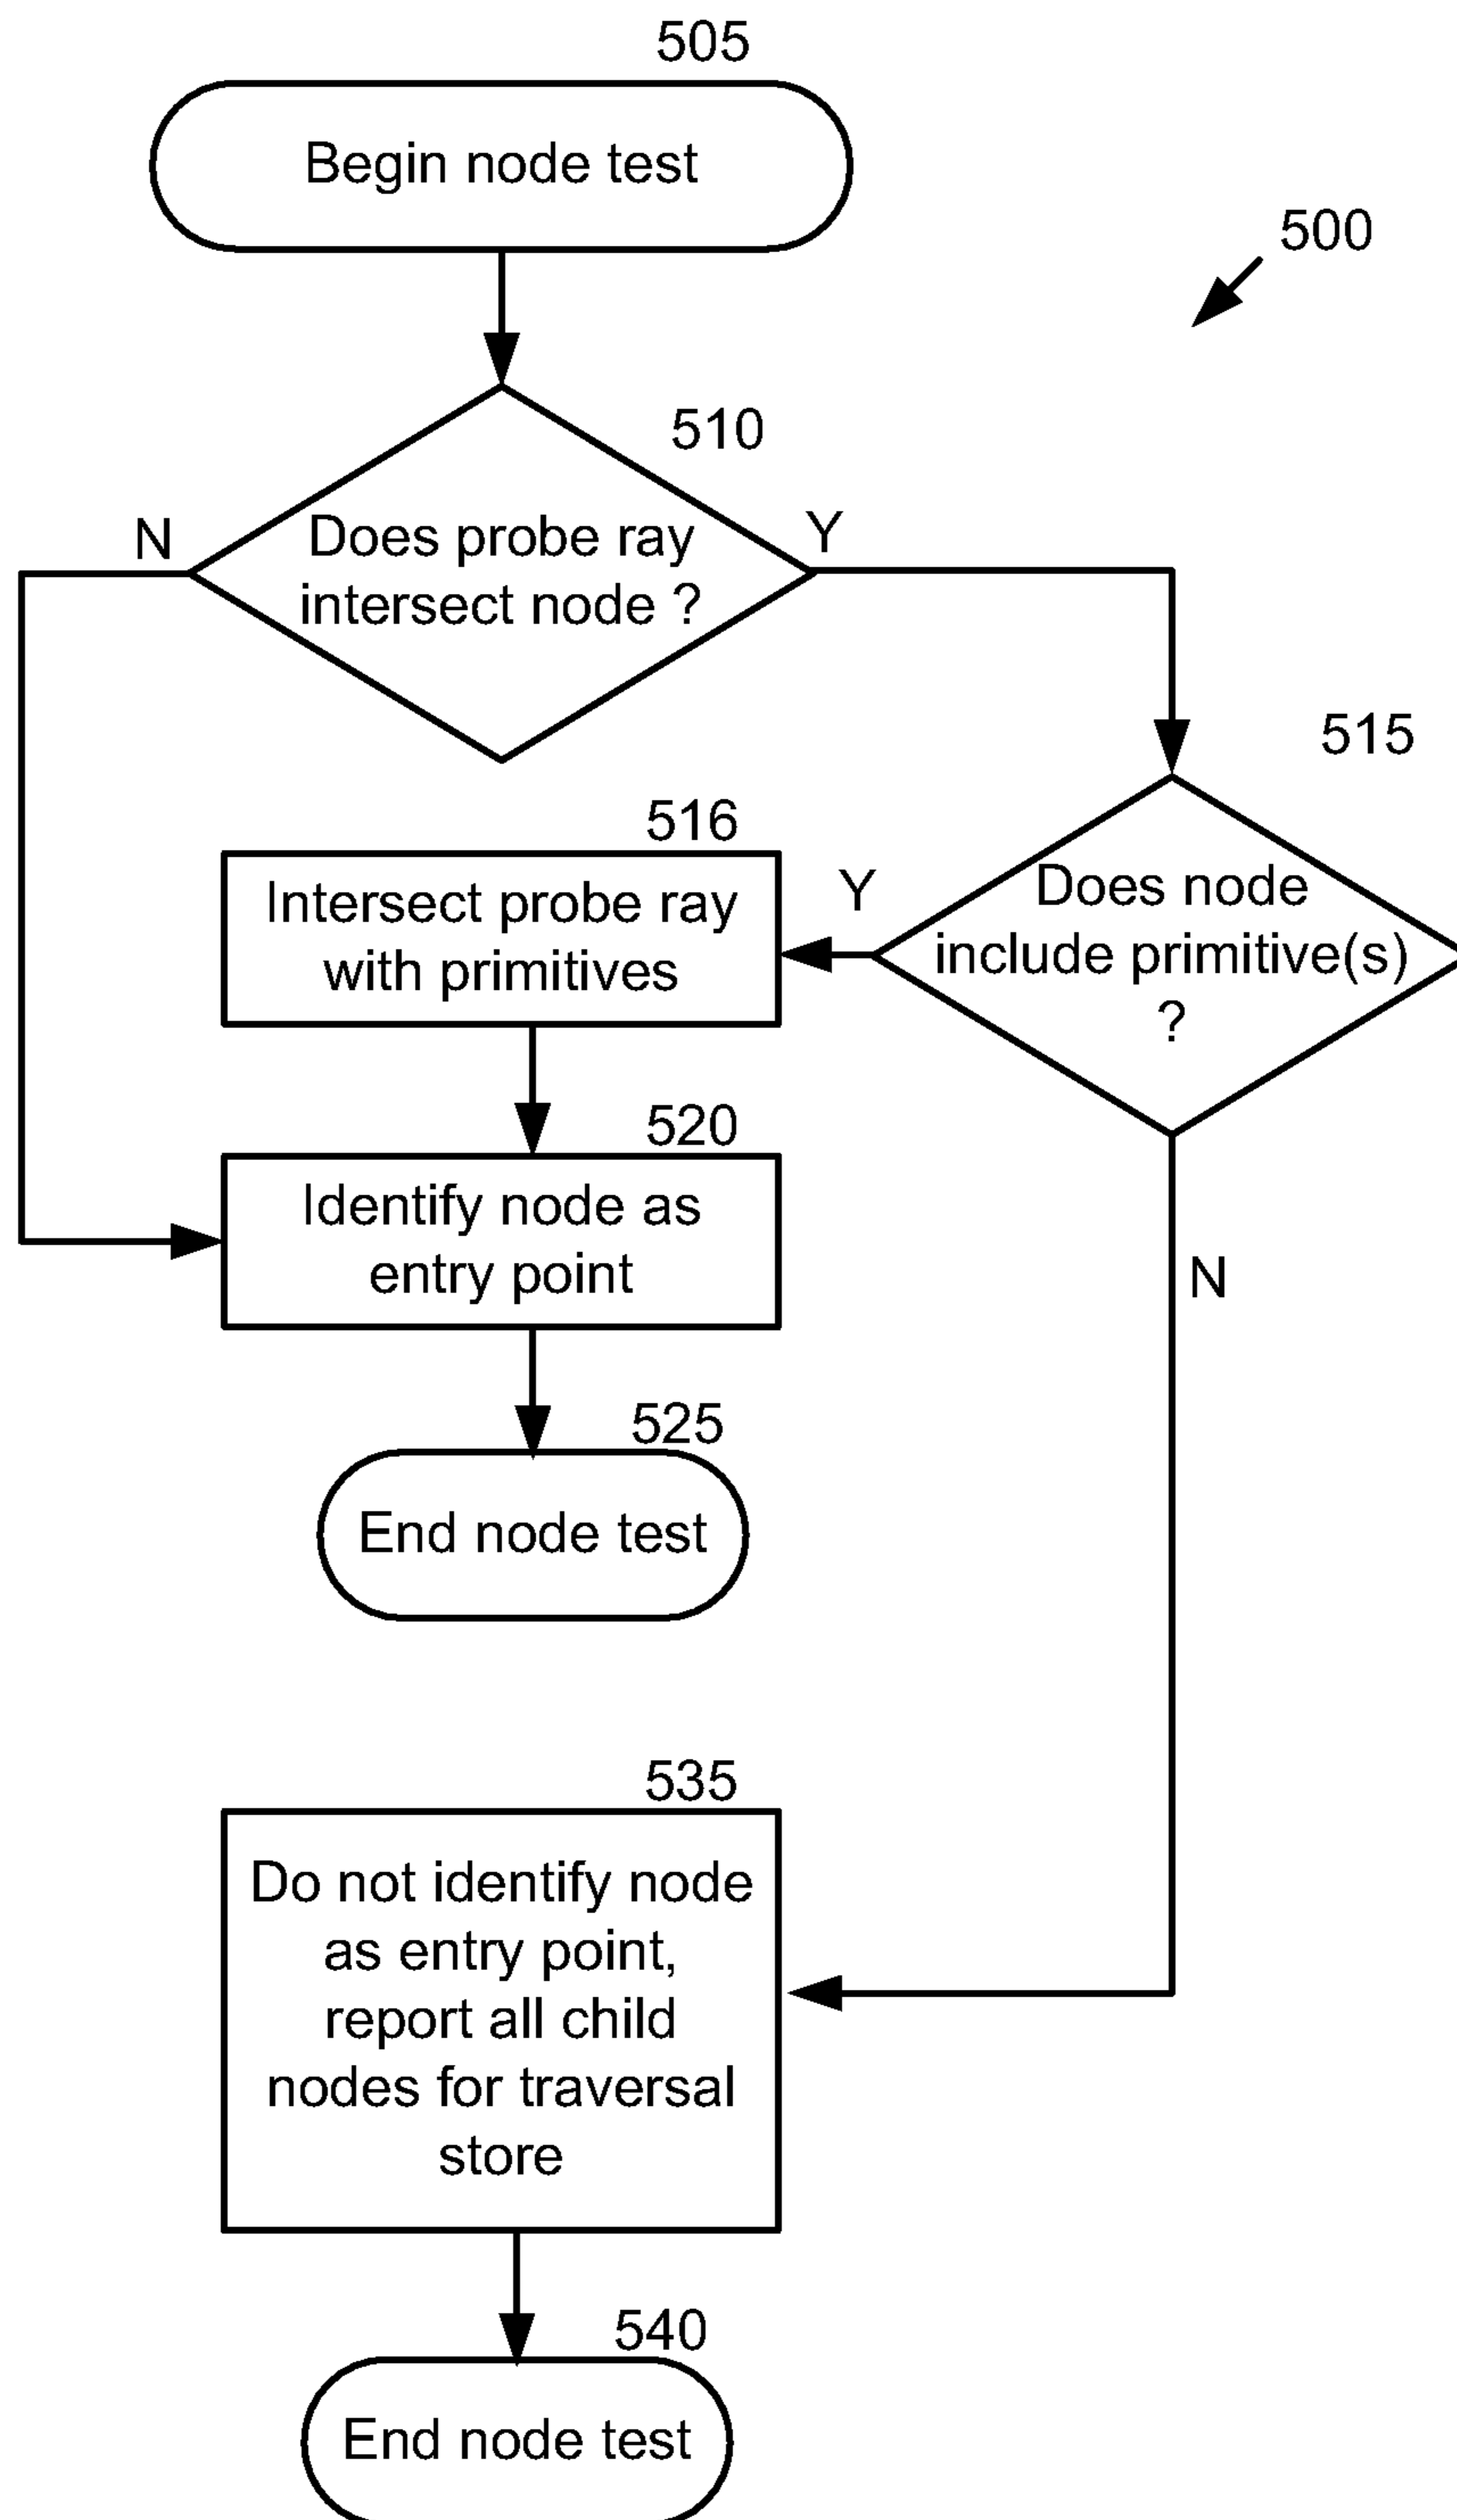 505
Begin node test
500
510
N
Does probe ray
intersect node ?
Y
515
516
Intersect probe ray
with primitives
Y
Does node
include primitive(s)
?
520
Identify node as
entry point
N
525
End node test
535
Do not identify node
as entry point,
report all child
nodes for traversal
store
540
End node test